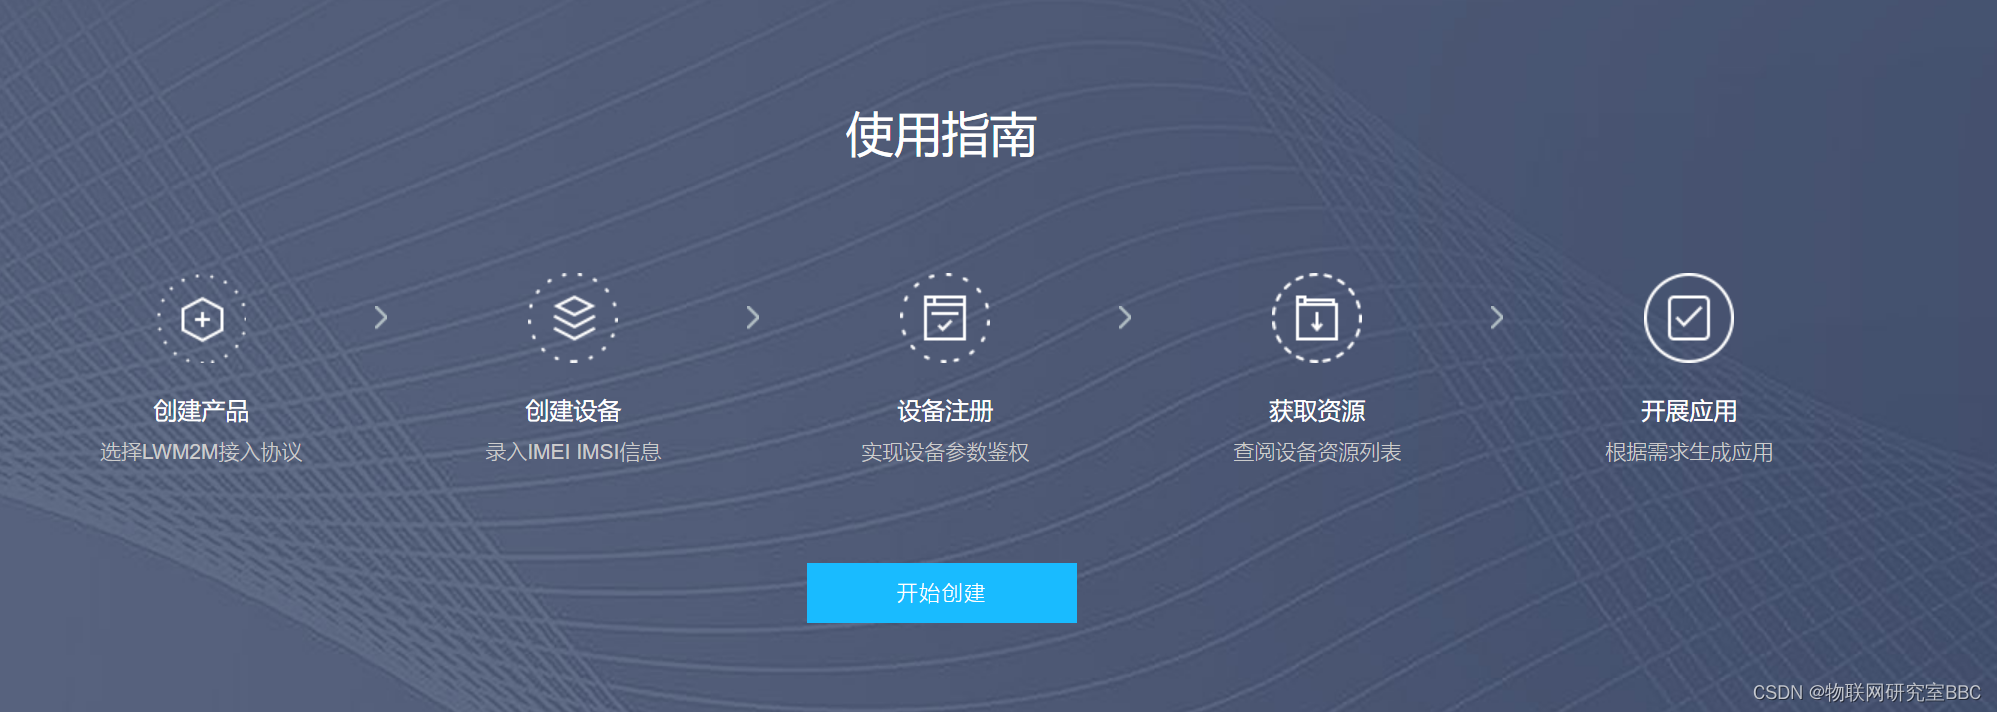 使用指南
创建产品
选择LWM2M接入协议
创建设备
录入IMEI IMSI信息
设备注册
实现设备参数鉴权
获取资源
查阅设备资源列表
开展应用
根据需求生成应用
开始创建
CSDN @物联网研究室BBC